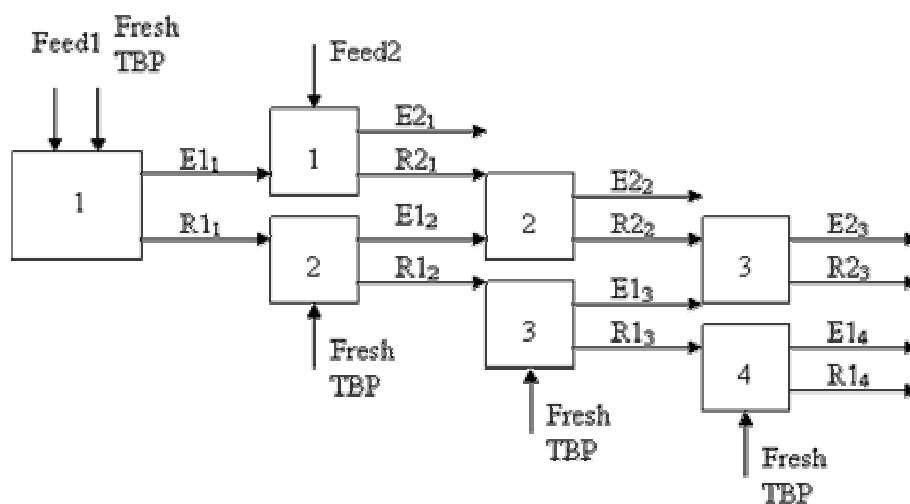 Feed1
Fresh
TBP
Feed2
1
E1₁
R1₁
1
E2₁
R2₁
2
E1₂
R1₂
2
E2₂
R2₂
3
E1₃
R1₃
3
E2₃
R2₃
4
E1₄
R1₄
Fresh
TBP
Fresh
TBP
Fresh
TBP